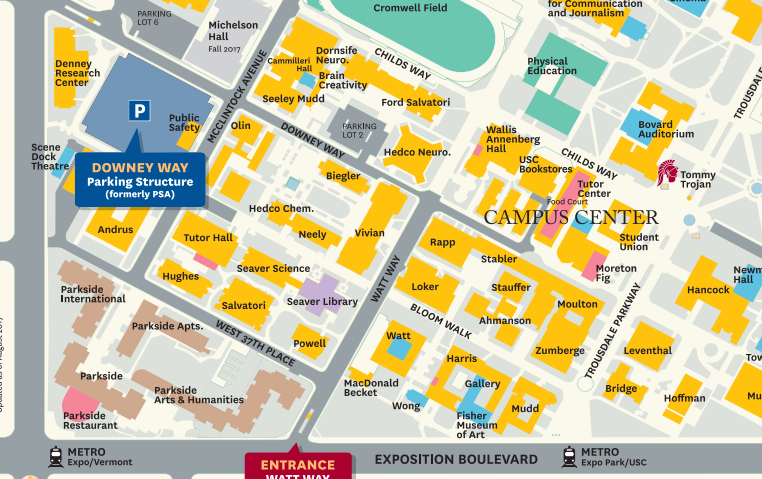 PARKING
LOT 6
Michelson
Hall
Fall 2017
Cromwell Field
for Communication
and Journalism
Cinema
Denney
Research
Center
P
Public
Safety
MCCLINTOCK AVENUE
Cammilleri
Hall
Dornsife
Neuro.
Brain
Creativity
Seeley Mudd
CHILDS WAY
Ford Salvatori
Physical
Education
TROUSDALE
Bovard
Auditorium
Olin
DOWNEY WAY
PARKING
LOT 2
Hedco Neuro.
Wallis
Annenberg
Hall
USC
Bookstores
CHILDS WAY
Tommy
Trojan
Scene
Dock
Theatre
DOWNEY WAY
Parking Structure
(formerly PSA)
Biegler
Tutor
Center
Food Court
CAMPUS CENTER
Hedco Chem.
Andrus
Tutor Hall
Neely
Vivian
Rapp
Stabler
Student
Union
Moreton
Fig
Newm
Hall
Hughes
Seaver Science
WATT WAY
Loker
Stauffer
Hancock
Parkside
International
Salvatori
Seaver Library
Moulton
BLOOM WALK
Ahmanson
TROUSDALE PARKWAY
Parkside Apts.
WEST 37TH PLACE
Powell
Watt
Harris
Zumberge
Leventhal
Tow
Parkside
Parkside
Arts & Humanities
MacDonald
Becket
Gallery
Bridge
Hoffman
Mu
Wong
Fisher
Museum
of Art
Mudd
Parkside
Restaurant
METRO
Expo/Vermont
ENTRANCE
WATT WAY
EXPOSITION BOULEVARD
METRO
Expo Park/USC